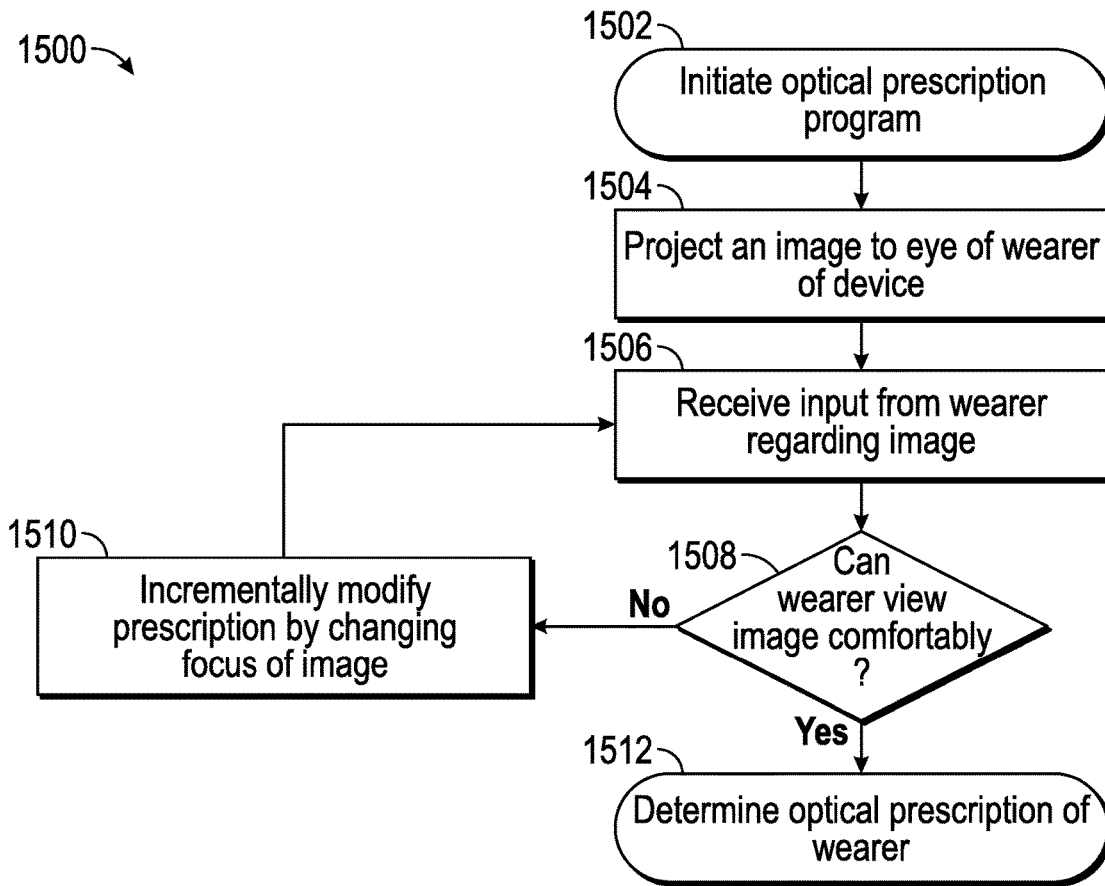 1500
1502
Initiate optical prescription
program
1504
Project an image to eye of wearer
of device
1506
Receive input from wearer
regarding image
1508
Can
wearer view
image comfortably
?
No
1510
Incrementally modify
prescription by changing
focus of image
Yes
1512
Determine optical prescription of
wearer